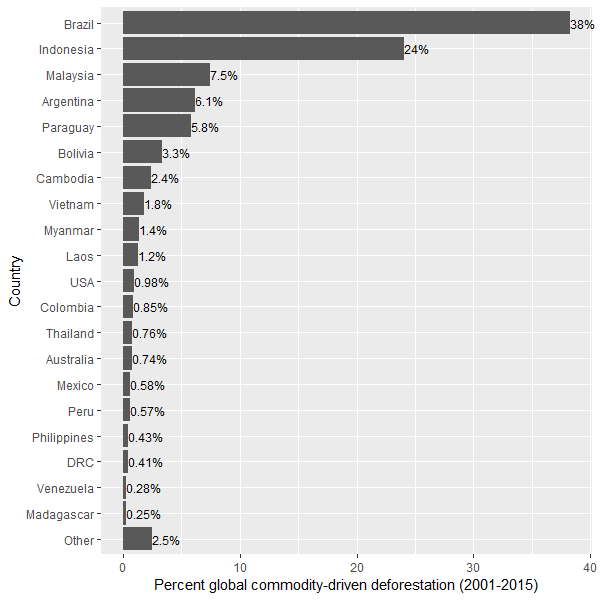 Brazil 38%
Indonesia 24%
Malaysia 7.5%
Argentina 6.1%
Paraguay 5.8%
Bolivia 3.3%
Cambodia 2.4%
Vietnam 1.8%
Myanmar 1.4%
Laos 1.2%
USA 0.98%
Colombia 0.85%
Thailand 0.76%
Australia 0.74%
Mexico 0.58%
Peru 0.57%
Philippines 0.43%
DRC 0.41%
Venezuela 0.28%
Madagascar 0.25%
Other 2.5%
Country
0 10 20 30 40
Percent global commodity-driven deforestation (2001-2015)